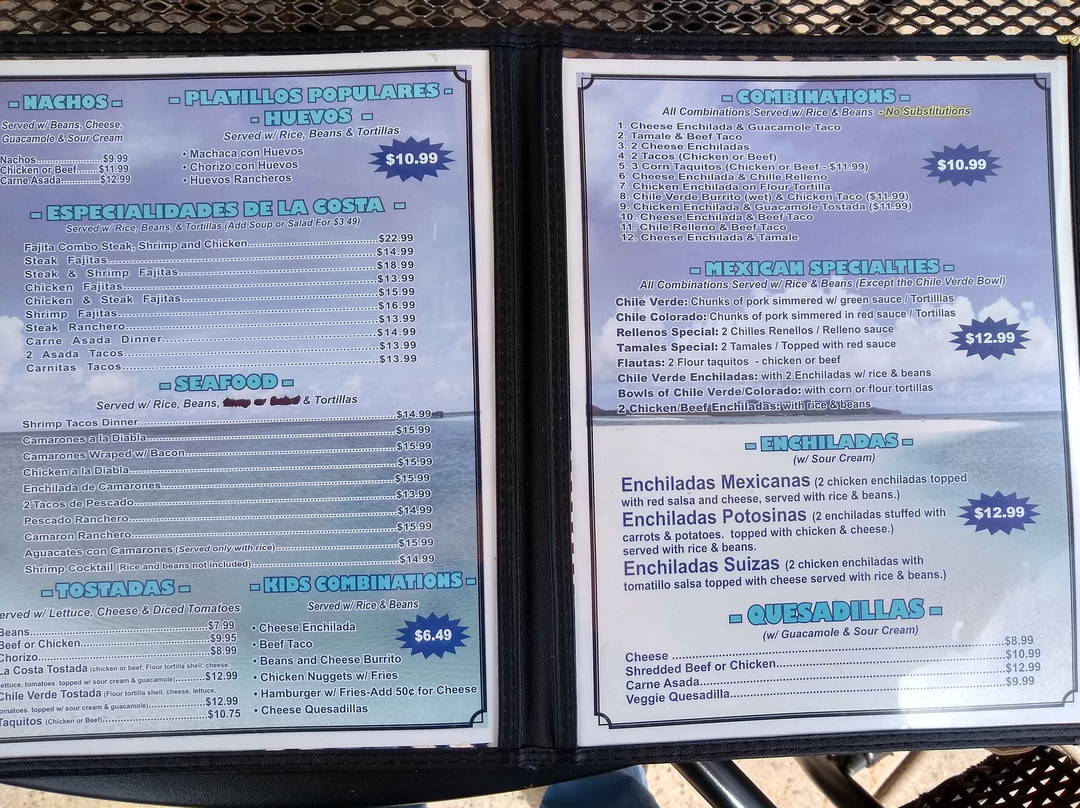 - NACHOS -
Served w/ Beans, Cheese,
Guacamole & Sour Cream
Nachos..............................$9.99
Chicken or Beef.......$11.99
Carne Asada............$12.99
- PLATILLOS POPULARES -
- HUEVOS -
Served w/ Rice, Beans & Tortillas
• Machaca con Huevos
• Chorizo con Huevos
• Huevos Rancheros
$10.99
- ESPECIALIDADES DE LA COSTA -
Served w/ Rice, Beans, & Tortillas (Add Soup or Salad For $3.49)
Fajita Combo Steak, Shrimp and Chicken..............................$22.99
Steak Fajitas..............................$14.99
Steak & Shrimp Fajitas..............................$18.99
Chicken Fajitas..............................$13.99
Chicken & Steak Fajitas..............................$15.99
Shrimp Fajitas..............................$16.99
Steak Ranchero..............................$13.99
Carne Asada Dinner..............................$14.99
2 Asada Tacos..............................$13.99
Carnitas Tacos..............................$13.99
- SEAFOOD -
Served w/ Rice, Beans, & Tortillas
Shrimp Tacos Dinner..............................$14.99
Camarones a la Diabla..............................$15.99
Camarones Wraped w/ Bacon..............................$15.99
Chicken a la Diabla..............................$15.99
Enchilada de Camarones..............................$15.99
2 Tacos de Pescado..............................$13.99
Pescado Ranchero..............................$14.99
Camaron Ranchero..............................$15.99
Aguacates con Camarones (Served only with rice)..............................$15.99
Shrimp Cocktail (Rice and beans not included)..............................$14.99
- TOSTADAS -
erved w/ Lettuce, Cheese & Diced Tomatoes
Beans..............................$7.99
Beef or Chicken..............................$9.95
Chorizo..............................$8.99
La Costa Tostada (chicken or beef, Flour tortilla shell, cheese,
ettuce, tomatoes. topped w/ sour cream & guacamole)...............$12.99
Chile Verde Tostada (Flour tortilla shell, cheese, lettuce,
omatoes. topped w/ sour cream & guacamole)...............$12.99
Taquitos (Chicken or Beef)..............................$10.75
- KIDS COMBINATIONS -
Served w/ Rice & Beans
• Cheese Enchilada
• Beef Taco
• Beans and Cheese Burrito
• Chicken Nuggets w/ Fries
• Hamburger w/ Fries-Add 50¢ for Cheese
• Cheese Quesadillas
$6.49
- COMBINATIONS -
All Combinations Served w/ Rice & Beans - No Substitutions
1. Cheese Enchilada & Guacamole Taco
2. Tamale & Beef Taco
3. 2 Cheese Enchiladas
4. 2 Tacos (Chicken or Beef)
5. 3 Corn Taquitos (Chicken or Beef - $11.99)
6. Cheese Enchilada & Chille Relleno
7. Chicken Enchilada on Flour Tortilla
8. Chile Verde Burrito (wet) & Chicken Taco ($11.99)
9. Chicken Enchilada & Guacamole Tostada ($11.99)
10. Cheese Enchilada & Beef Taco
11. Chile Relleno & Beef Taco
12. Cheese Enchilada & Tamale
$10.99
- MEXICAN SPECIALTIES -
All Combinations Served w/ Rice & Beans (Except the Chile Verde Bowl)
Chile Verde: Chunks of pork simmered w/ green sauce / Tortilllas
Chile Colorado: Chunks of pork simmered in red sauce / Tortillas
Rellenos Special: 2 Chilles Renellos / Relleno sauce
Tamales Special: 2 Tamales / Topped with red sauce
Flautas: 2 Flour taquitos - chicken or beef
Chile Verde Enchiladas: with 2 Enchiladas w/ rice & beans
Bowls of Chile Verde/Colorado: with corn or flour tortillas
2 Chicken/Beef Enchiladas: with rice & beans
$12.99
- ENCHILADAS -
(w/ Sour Cream)
Enchiladas Mexicanas (2 chicken enchiladas topped
with red salsa and cheese, served with rice & beans.)
Enchiladas Potosinas (2 enchiladas stuffed with
carrots & potatoes. topped with chicken & cheese.)
served with rice & beans.
Enchiladas Suizas (2 chicken enchiladas with
tomatillo salsa topped with cheese served with rice & beans.)
$12.99
- QUESADILLAS -
(w/ Guacamole & Sour Cream)
Cheese ..............................$8.99
Shredded Beef or Chicken..............................$10.99
Carne Asada..............................$12.99
Veggie Quesadilla..............................$9.99